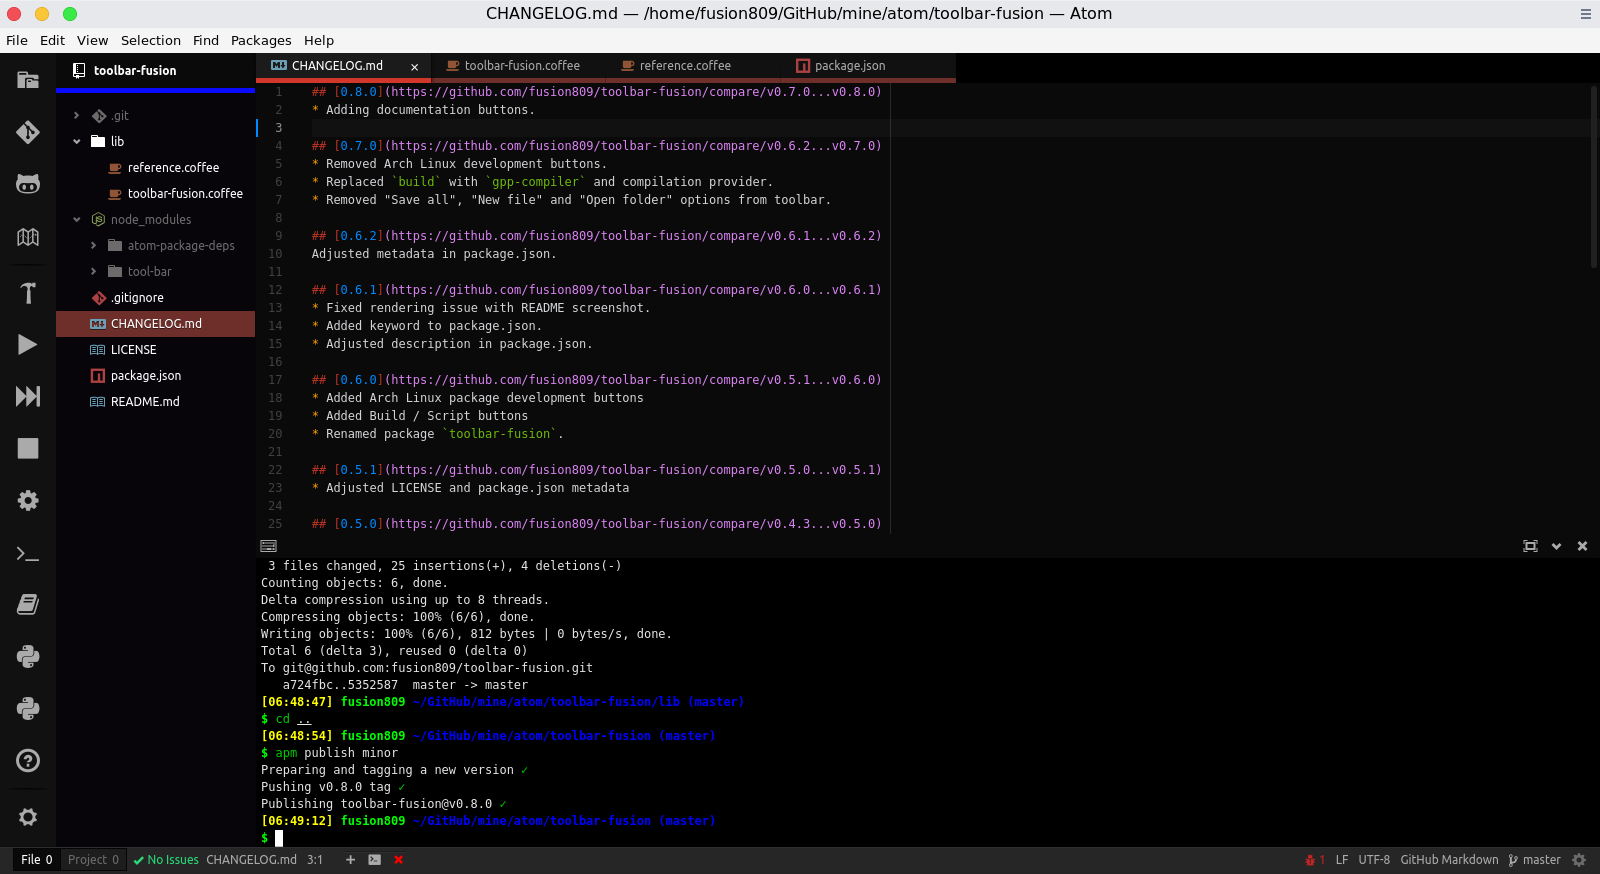 CHANGELOG.md — /home/fusion809/GitHub/mine/atom/toolbar-fusion — Atom
File Edit View Selection Find Packages Help
toolbar-fusion
.git
lib
reference.coffee
toolbar-fusion.coffee
node_modules
atom-package-deps
tool-bar
.gitignore
CHANGELOG.md
LICENSE
package.json
README.md
CHANGELOG.md × toolbar-fusion.coffee reference.coffee package.json
1 ## [0.8.0](https://github.com/fusion809/toolbar-fusion/compare/v0.7.0...v0.8.0)
2 * Adding documentation buttons.
3
4 ## [0.7.0](https://github.com/fusion809/toolbar-fusion/compare/v0.6.2...v0.7.0)
5 * Removed Arch Linux development buttons.
6 * Replaced `build` with `gpp-compiler` and compilation provider.
7 * Removed "Save all", "New file" and "Open folder" options from toolbar.
8
9 ## [0.6.2](https://github.com/fusion809/toolbar-fusion/compare/v0.6.1...v0.6.2)
10 Adjusted metadata in package.json.
11
12 ## [0.6.1](https://github.com/fusion809/toolbar-fusion/compare/v0.6.0...v0.6.1)
13 * Fixed rendering issue with README screenshot.
14 * Added keyword to package.json.
15 * Adjusted description in package.json.
16
17 ## [0.6.0](https://github.com/fusion809/toolbar-fusion/compare/v0.5.1...v0.6.0)
18 * Added Arch Linux package development buttons
19 * Added Build / Script buttons
20 * Renamed package `toolbar-fusion`.
21
22 ## [0.5.1](https://github.com/fusion809/toolbar-fusion/compare/v0.5.0...v0.5.1)
23 * Adjusted LICENSE and package.json metadata
24
25 ## [0.5.0](https://github.com/fusion809/toolbar-fusion/compare/v0.4.3...v0.5.0)
3 files changed, 25 insertions(+), 4 deletions(-)
Counting objects: 6, done.
Delta compression using up to 8 threads.
Compressing objects: 100% (6/6), done.
Writing objects: 100% (6/6), 812 bytes | 0 bytes/s, done.
Total 6 (delta 3), reused 0 (delta 0)
To git@github.com:fusion809/toolbar-fusion.git
a724fbc..5352587  master -> master
[06:48:47] fusion809 ~/GitHub/mine/atom/toolbar-fusion/lib (master)
$ cd ..
[06:48:54] fusion809 ~/GitHub/mine/atom/toolbar-fusion (master)
$ apm publish minor
Preparing and tagging a new version ✓
Pushing v0.8.0 tag ✓
Publishing toolbar-fusion@v0.8.0 ✓
[06:49:12] fusion809 ~/GitHub/mine/atom/toolbar-fusion (master)
$
File 0 Project 0 ✓ No Issues CHANGELOG.md 3:1 + 1 LF UTF-8 GitHub Markdown master